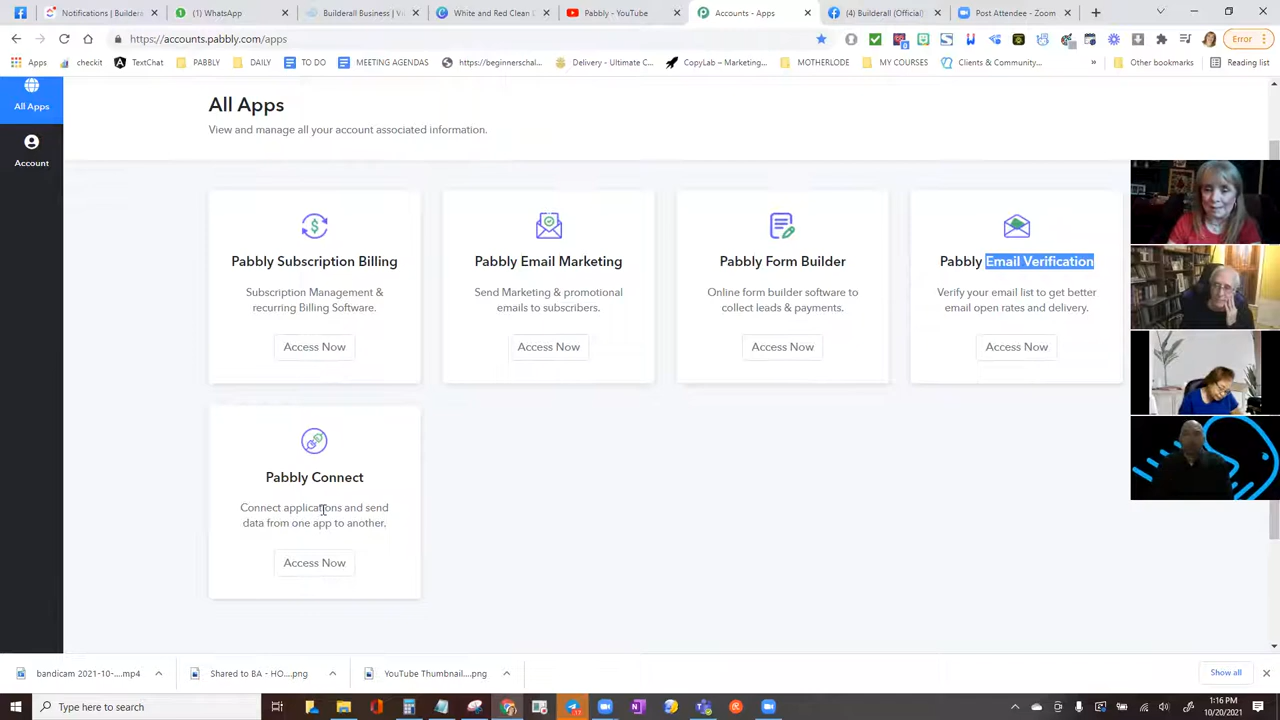 Notifications | Builderall
(1) WhatsApp
Builderall Business | V
White and Red Clean
Pabbly - YouTube
Accounts - Apps
(4) Builderall (Official)
Post Attendee - Zoom
https://accounts.pabbly.com/apps
Error
Apps
checkit
TextChat
PABBLY
DAILY
TO DO
MEETING AGENDAS
https://beginnerschal...
Delivery - Ultimate C...
CopyLab – Marketing...
MOTHERLODE
MY COURSES
Clients & Community...
»
Other bookmarks
Reading list
All Apps
Account
All Apps
View and manage all your account associated information.
Pabbly Subscription Billing
Subscription Management &
recurring Billing Software.
Access Now
Pabbly Email Marketing
Send Marketing & promotional
emails to subscribers.
Access Now
Pabbly Form Builder
Online form builder software to
collect leads & payments.
Access Now
Pabbly Email Verification
Verify your email list to get better
email open rates and delivery.
Access Now
Pabbly Connect
Connect applications and send
data from one app to another.
Access Now
bandicam 2021-10-....mp4
Shared to BA - HO....png
YouTube Thumbnail....png
Show all
Type here to search
1:16 PM
10/20/2021